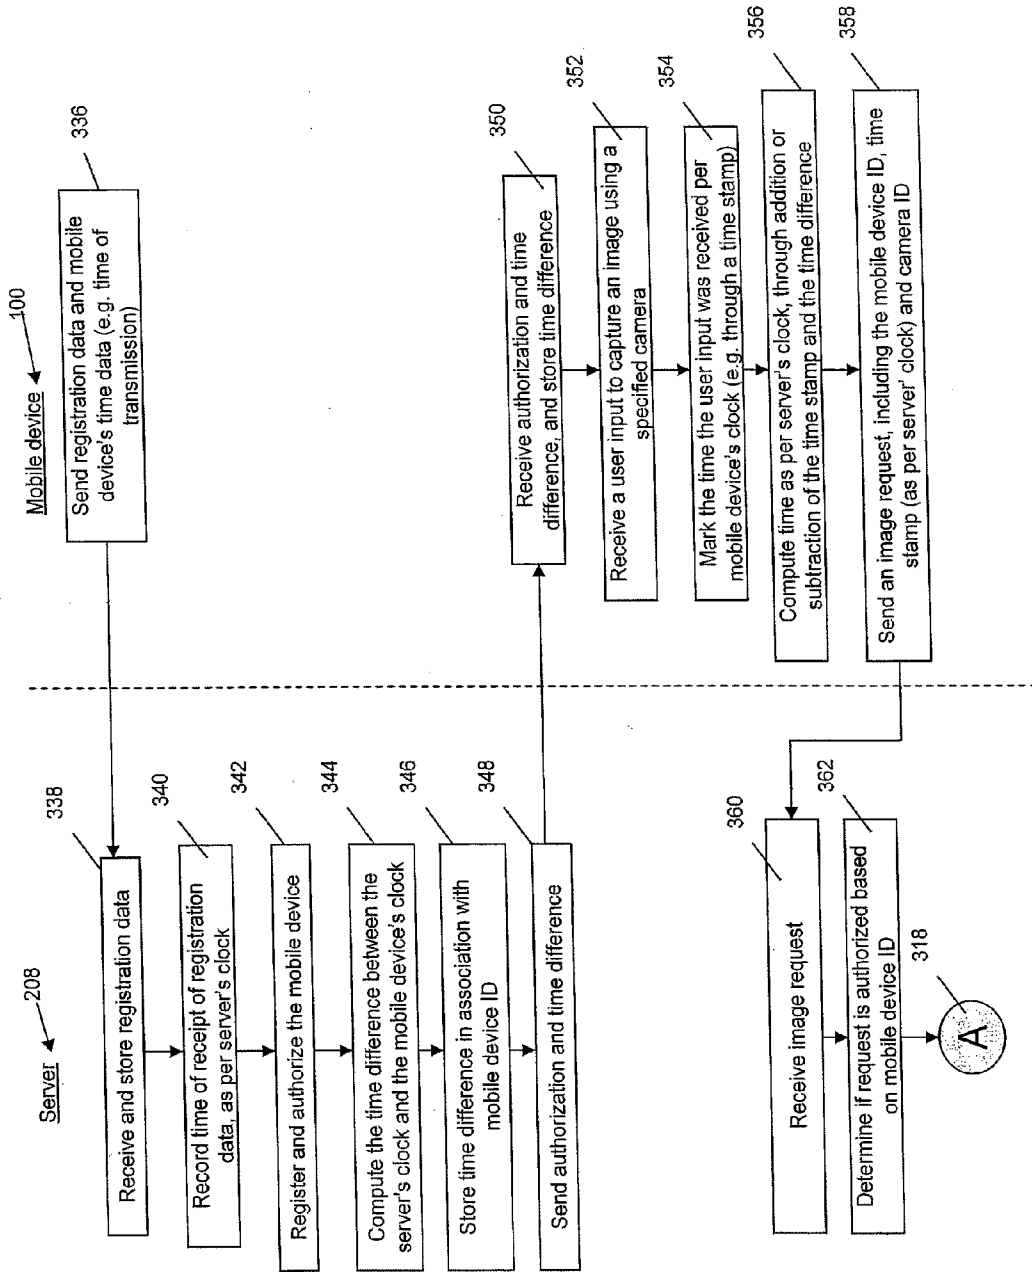 Server
208
Mobile device
100
336
Send registration data and mobile
device's time data (e.g. time of
transmission)
338
Receive and store registration data
340
Record time of receipt of registration
data, as per server's clock
342
Register and authorize the mobile device
344
Compute the time difference between the
server's clock and the mobile device's clock
346
Store time difference in association with
mobile device ID
348
Send authorization and time difference
350
Receive authorization and time
difference, and store time difference
352
Receive a user input to capture an image using a
specified camera
354
Mark the time the user input was received per
mobile device's clock (e.g. through a time stamp)
356
Compute time as per server's clock, through addition or
subtraction of the time stamp and the time difference
358
Send an image request, including the mobile device ID, time
stamp (as per server' clock) and camera ID
360
Receive image request
362
Determine if request is authorized based
on mobile device ID
318
A